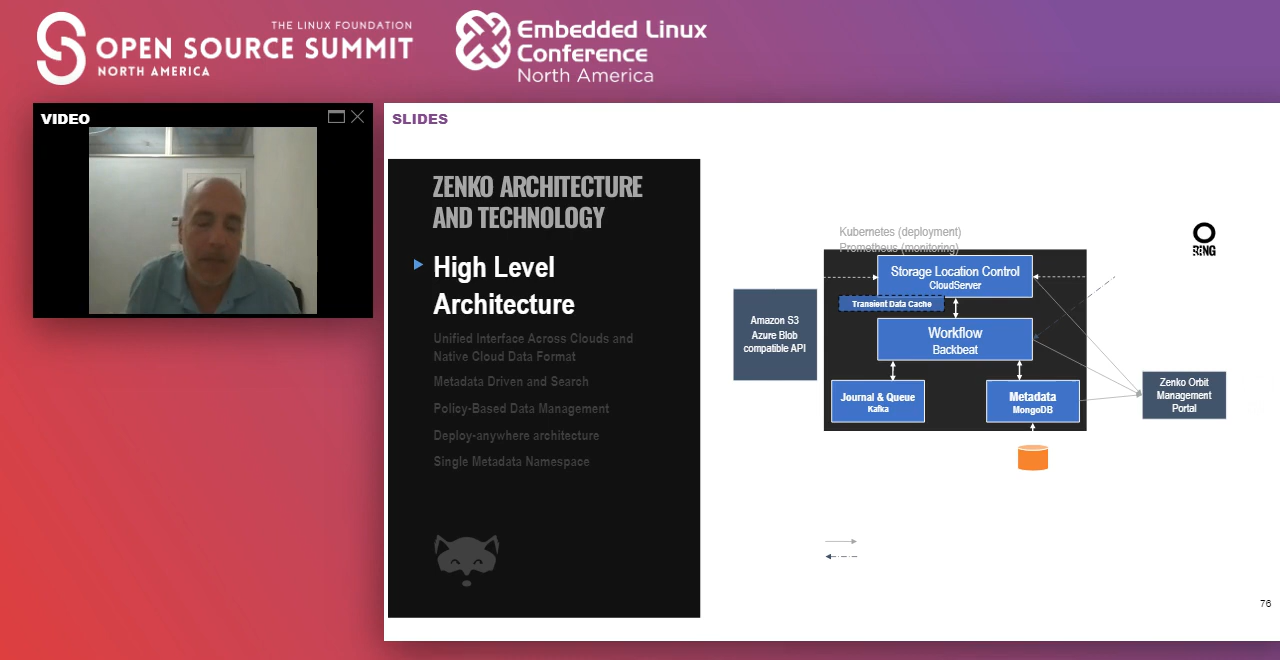 THE LINUX FOUNDATION
OPEN SOURCE SUMMIT
NORTH AMERICA
Embedded Linux
Conference
North America
VIDEO
SLIDES
ZENKO ARCHITECTURE
AND TECHNOLOGY
High Level
Architecture
Unified Interface Across Clouds and
Native Cloud Data Format
Metadata Driven and Search
Policy-Based Data Management
Deploy-anywhere architecture
Single Metadata Namespace
Kubernetes (deployment)
Prometheus (monitoring)
Storage Location Control
CloudServer
Transient Data Cache
Workflow
Backbeat
Journal & Queue
Kafka
Metadata
MongoDB
Amazon S3
Azure Blob
compatible API
RING
Zenko Orbit
Management
Portal
76